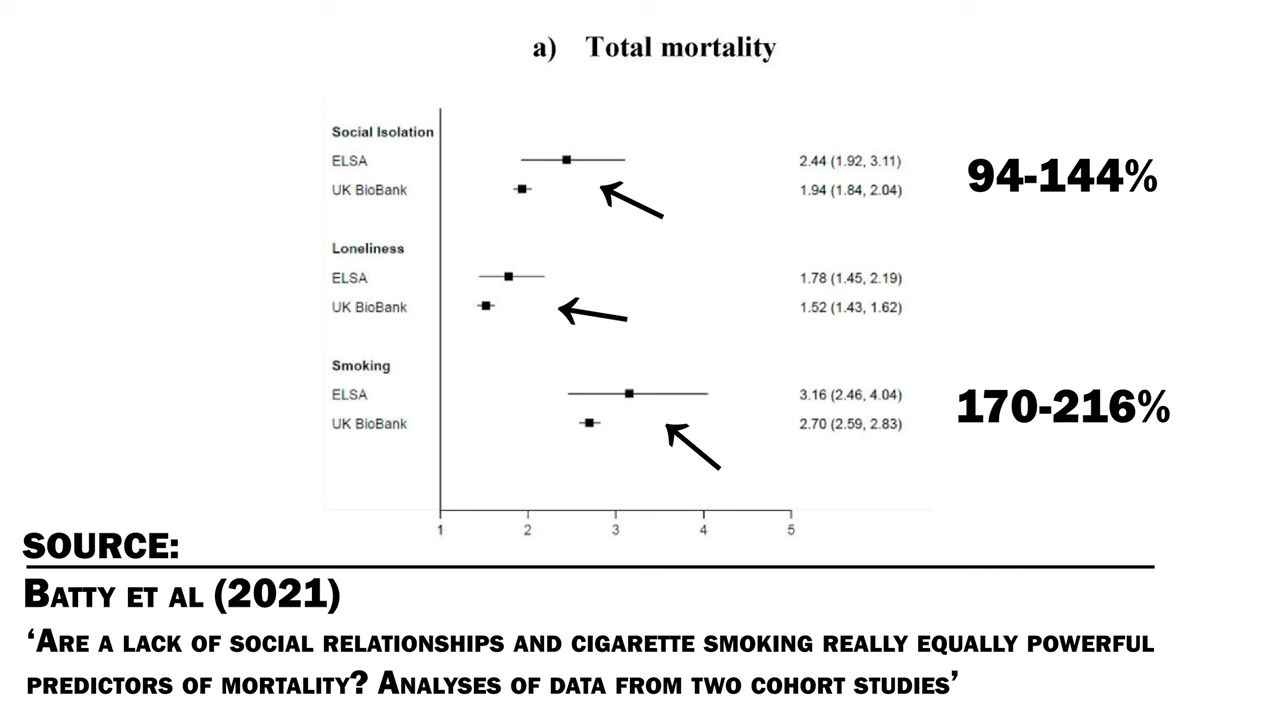 a) Total mortality
Social Isolation
ELSA 2.44 (1.92, 3.11)
UK BioBank 1.94 (1.84, 2.04)
94-144%
Loneliness
ELSA 1.78 (1.45, 2.19)
UK BioBank 1.52 (1.43, 1.62)
Smoking
ELSA 3.16 (2.46, 4.04)
UK BioBank 2.70 (2.59, 2.83)
170-216%
1 2 3 4 5
SOURCE:
BATTY ET AL (2021)
‘ARE A LACK OF SOCIAL RELATIONSHIPS AND CIGARETTE SMOKING REALLY EQUALLY POWERFUL
PREDICTORS OF MORTALITY? ANALYSES OF DATA FROM TWO COHORT STUDIES’